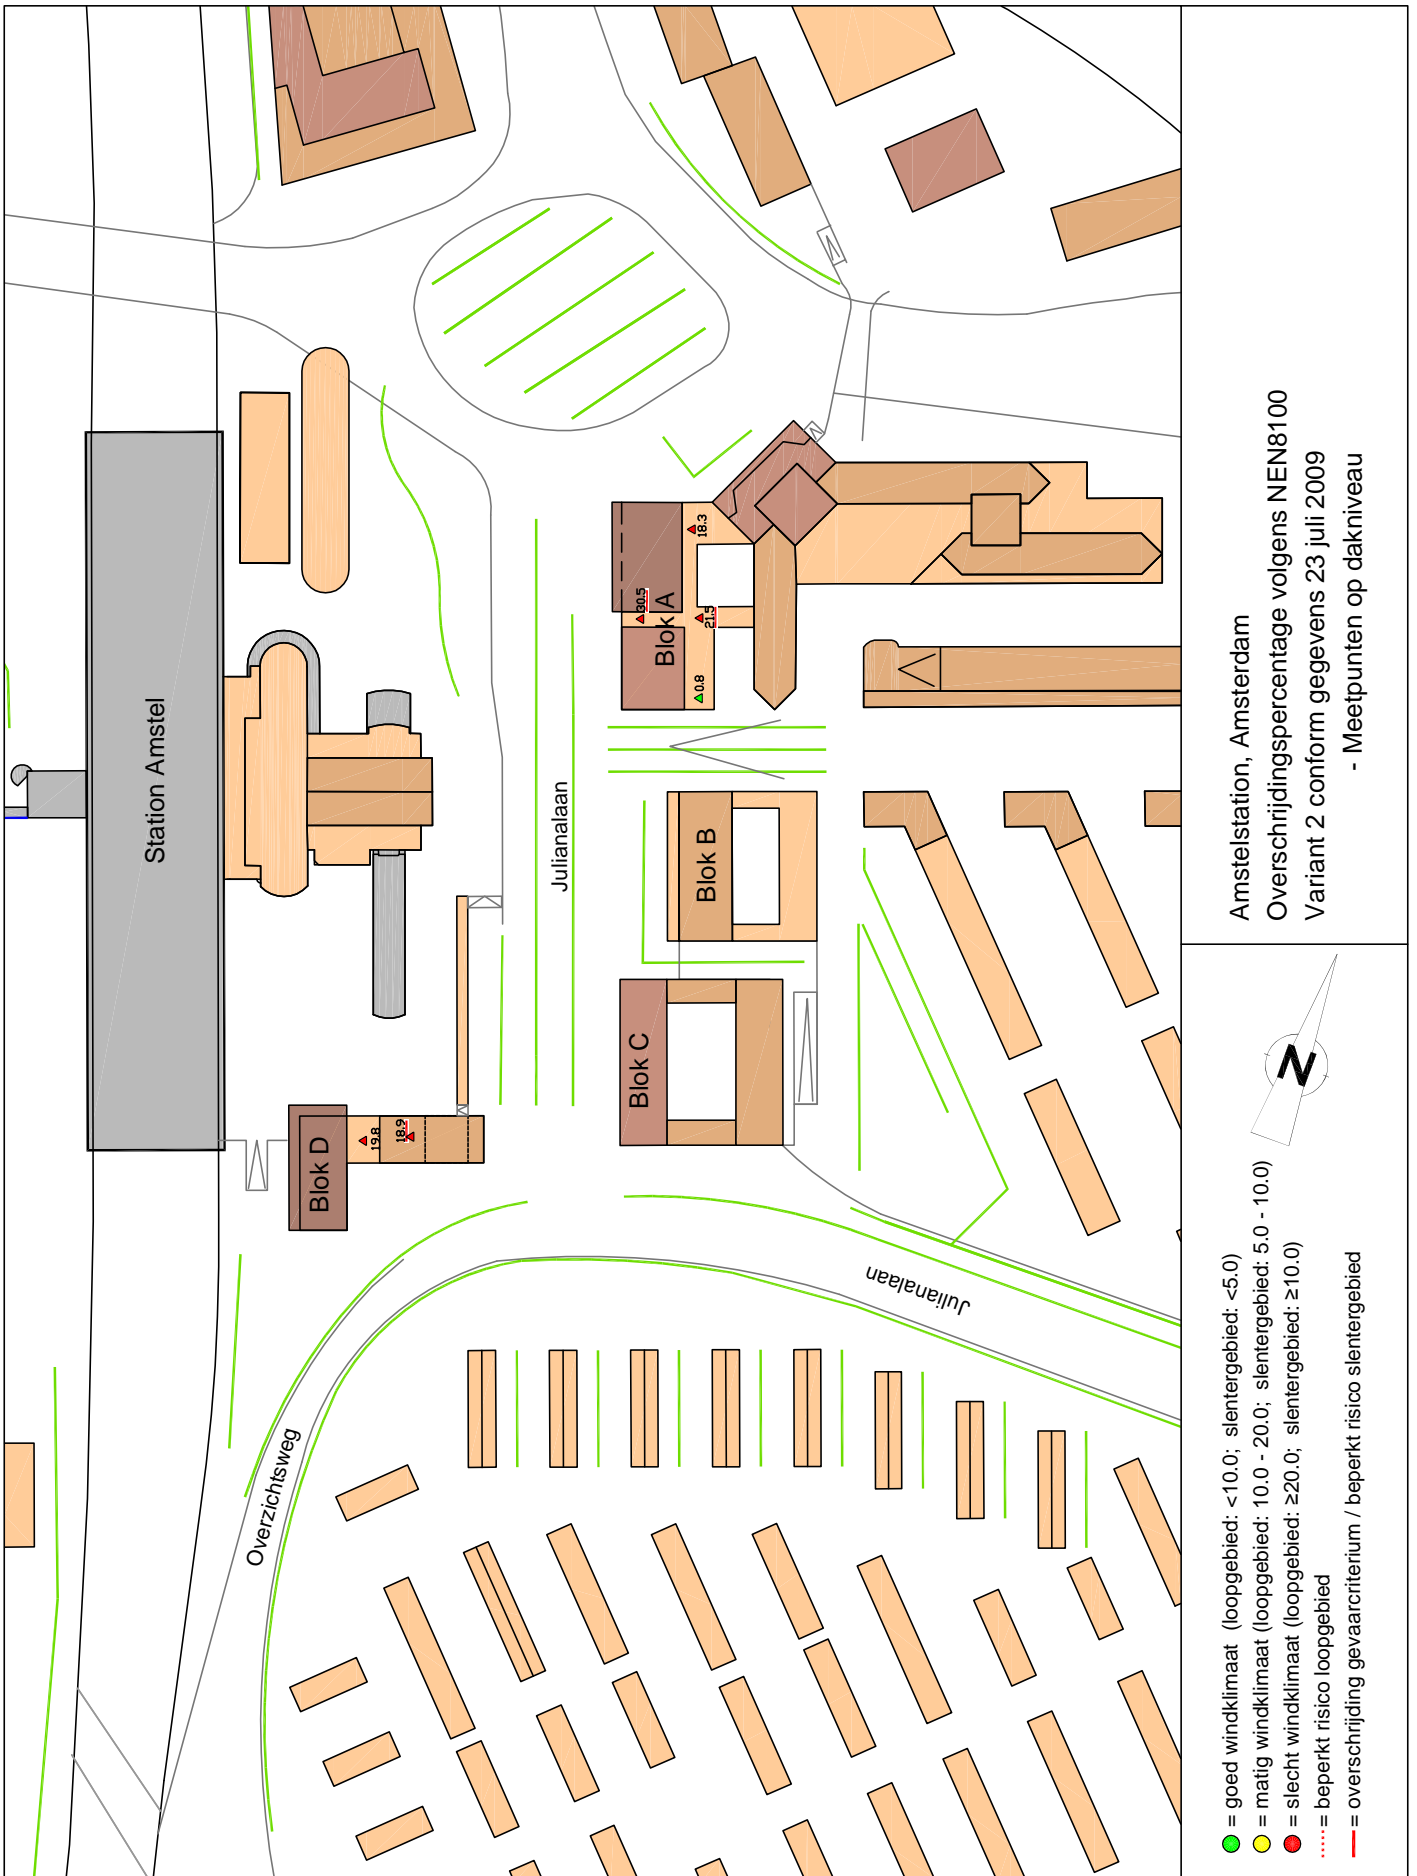 Station Amstel
Julianalaan
Blok A
30.5
18.3
21.5
0.8
Blok B
Blok C
Blok D
19.8
18.9
Julianalaan
Overzichtsweg
Amstelstation, Amsterdam
Overschrijdingspercentage volgens NEN8100
Variant 2 conform gegevens 23 juli 2009
- Meetpunten op dakniveau
N
= goed windklimaat (loopgebied: <10.0; slentergebied: <5.0)
= matig windklimaat (loopgebied: 10.0 - 20.0; slentergebied: 5.0 - 10.0)
= slecht windklimaat (loopgebied: ≥20.0; slentergebied: ≥10.0)
= beperkt risico loopgebied
= overschrijding gevaarcriterium / beperkt risico slentergebied